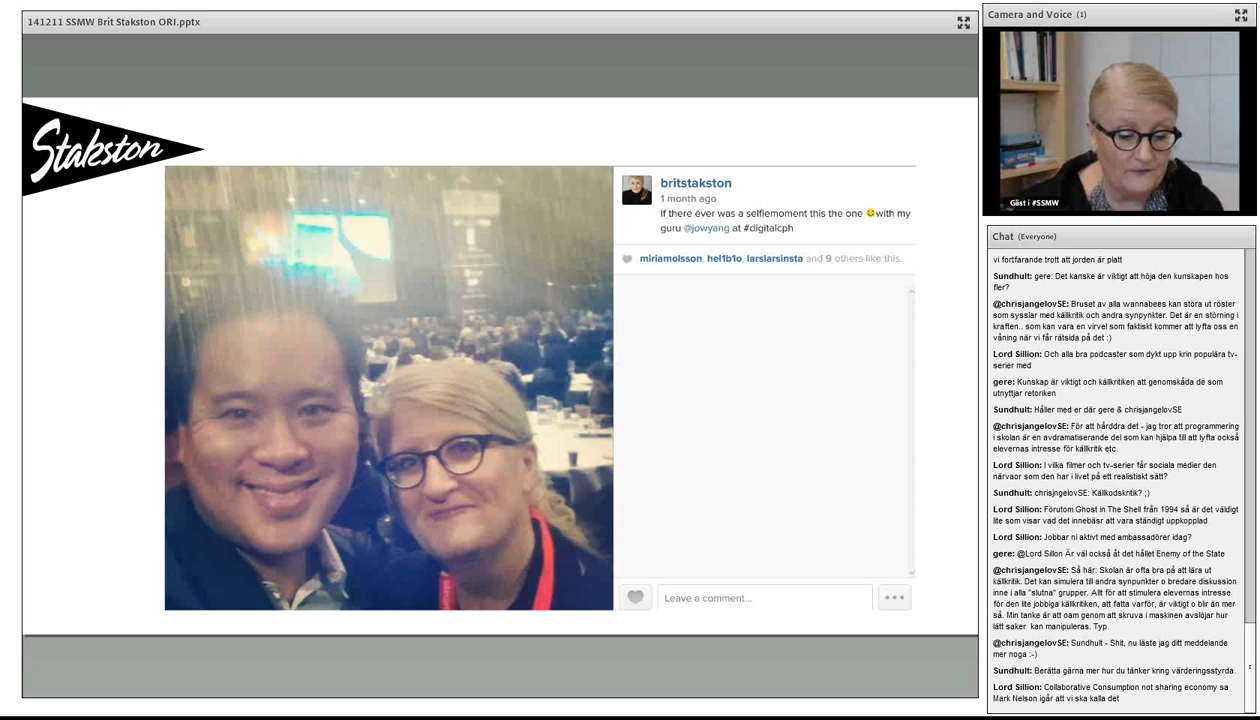 141211 SSMW Brit Stakston ORI.pptx
Stakston
britstakston
1 month ago
If there ever was a selfiemoment this the one 😀with my
guru @jowyang at #digitalcph
miriamolsson, hel1b1o, larslarsinsta and 9 others like this.
Leave a comment...
Camera and Voice (1)
Gäst i #SSMW
Chat (Everyone)
vi fortfarande trott att jorden är platt
Sundhult: gere: Det kanske är viktigt att höja den kunskapen hos
fler?
@chrisjangelovSE: Bruset av alla wannabees kan störa ut röster
som sysslar med källkritik och andra synpynkter. Det är en störning i
kraften.. som kan vara en virvel som faktiskt kommer att lyfta oss en
våning när vi får rätsida på det :)
Lord Sillion: Och alla bra podcaster som dykt upp krin populära tv-
serier med
gere: Kunskap är viktigt och källkritiken att genomskåda de som
utnyttjar retoriken
Sundhult: Håller med er där gere & chrisjangelovSE
@chrisjangelovSE: För att hårddra det - jag tror att programmering
i skolan är en avdramatiserande del som kan hjälpa till att lyfta också
elevernas intresse för källkritik etc.
Lord Sillion: I vilka filmer och tv-serier får sociala medier den
närvaor som den har i livet på ett realistiskt sätt?
Sundhult: chrisjngelovSE: Källkodskritik? ;)
Lord Sillion: Förutom Ghost in The Shell från 1994 så är det väldigt
lite som visar vad det innebäsr att vara ständigt uppkopplad
Lord Sillion: Jobbar ni aktivt med ambassadörer idag?
gere: @Lord Sillon Är väl också åt det hållet Enemy of the State
@chrisjangelovSE: Så här: Skolan är ofta bra på att lära ut
källkritik. Det kan simulera till andra synpunkter o bredare diskussion
inne i alla "slutna" grupper. Allt för att stimulera elevernas intresse
för den lite jobbiga källkritiken, att fatta varför, är viktigt o blir än mer
så. Min tanke är att oam genom att skruva i maskinen avslöjar hur
lätt saker kan manipuleras. Typ.
@chrisjangelovSE: Sundhult - Shit, nu läste jag ditt meddelande
mer noga :-)
Sundhult: Berätta gärna mer hur du tänker kring värderingsstyrda.
Lord Sillion: Collaborative Consumption not sharing economy sa
Mark Nelson igår att vi ska kalla det